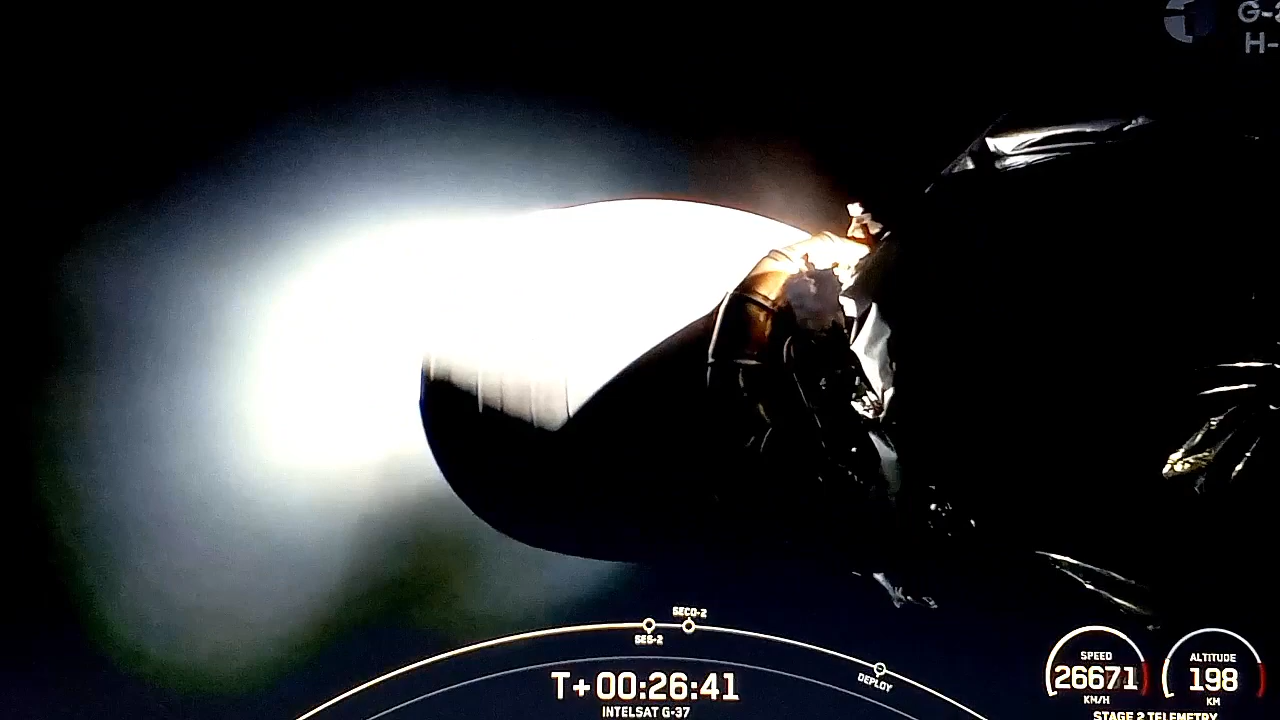 G-3
H-
SECO-2
SES-2
DEPLOY
T+00:26:41
INTELSAT G-37
SPEED
26671
KM/H
ALTITUDE
198
KM
STAGE 2 TELEMETRY